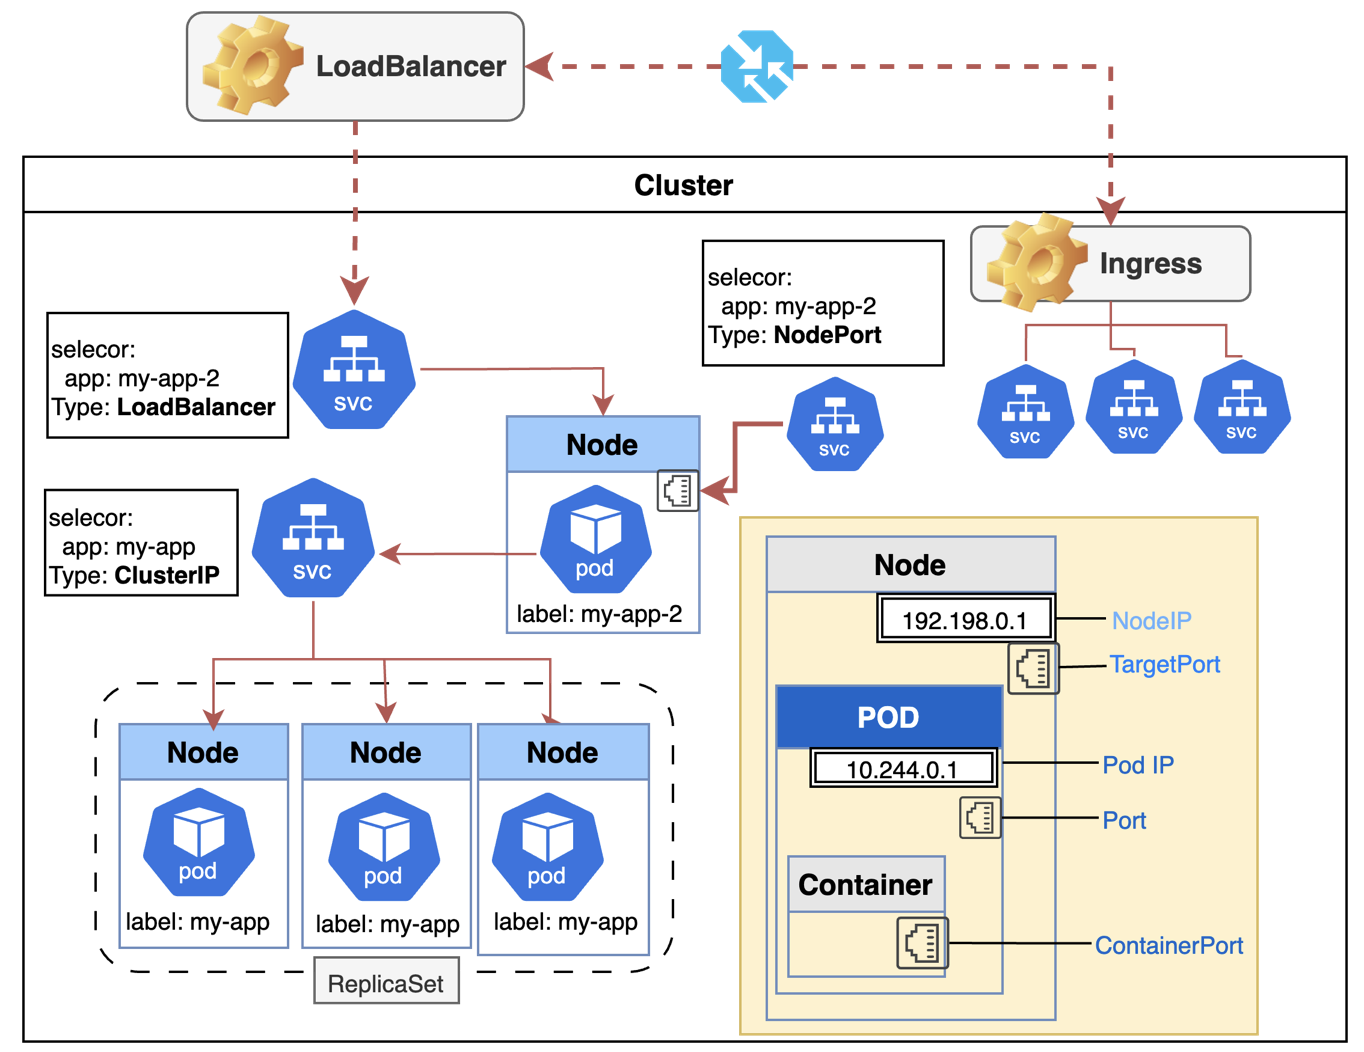 LoadBalancer
Cluster
Ingress
selecor:
app: my-app-2
Type: NodePort
selecor:
app: my-app-2
Type: LoadBalancer
svc
svc
svc
svc
svc
Node
pod
label: my-app-2
selecor:
app: my-app
Type: ClusterIP
svc
Node
pod
label: my-app
Node
pod
label: my-app
Node
pod
label: my-app
ReplicaSet
Node
192.198.0.1
NodeIP
TargetPort
POD
10.244.0.1
Pod IP
Port
Container
ContainerPort